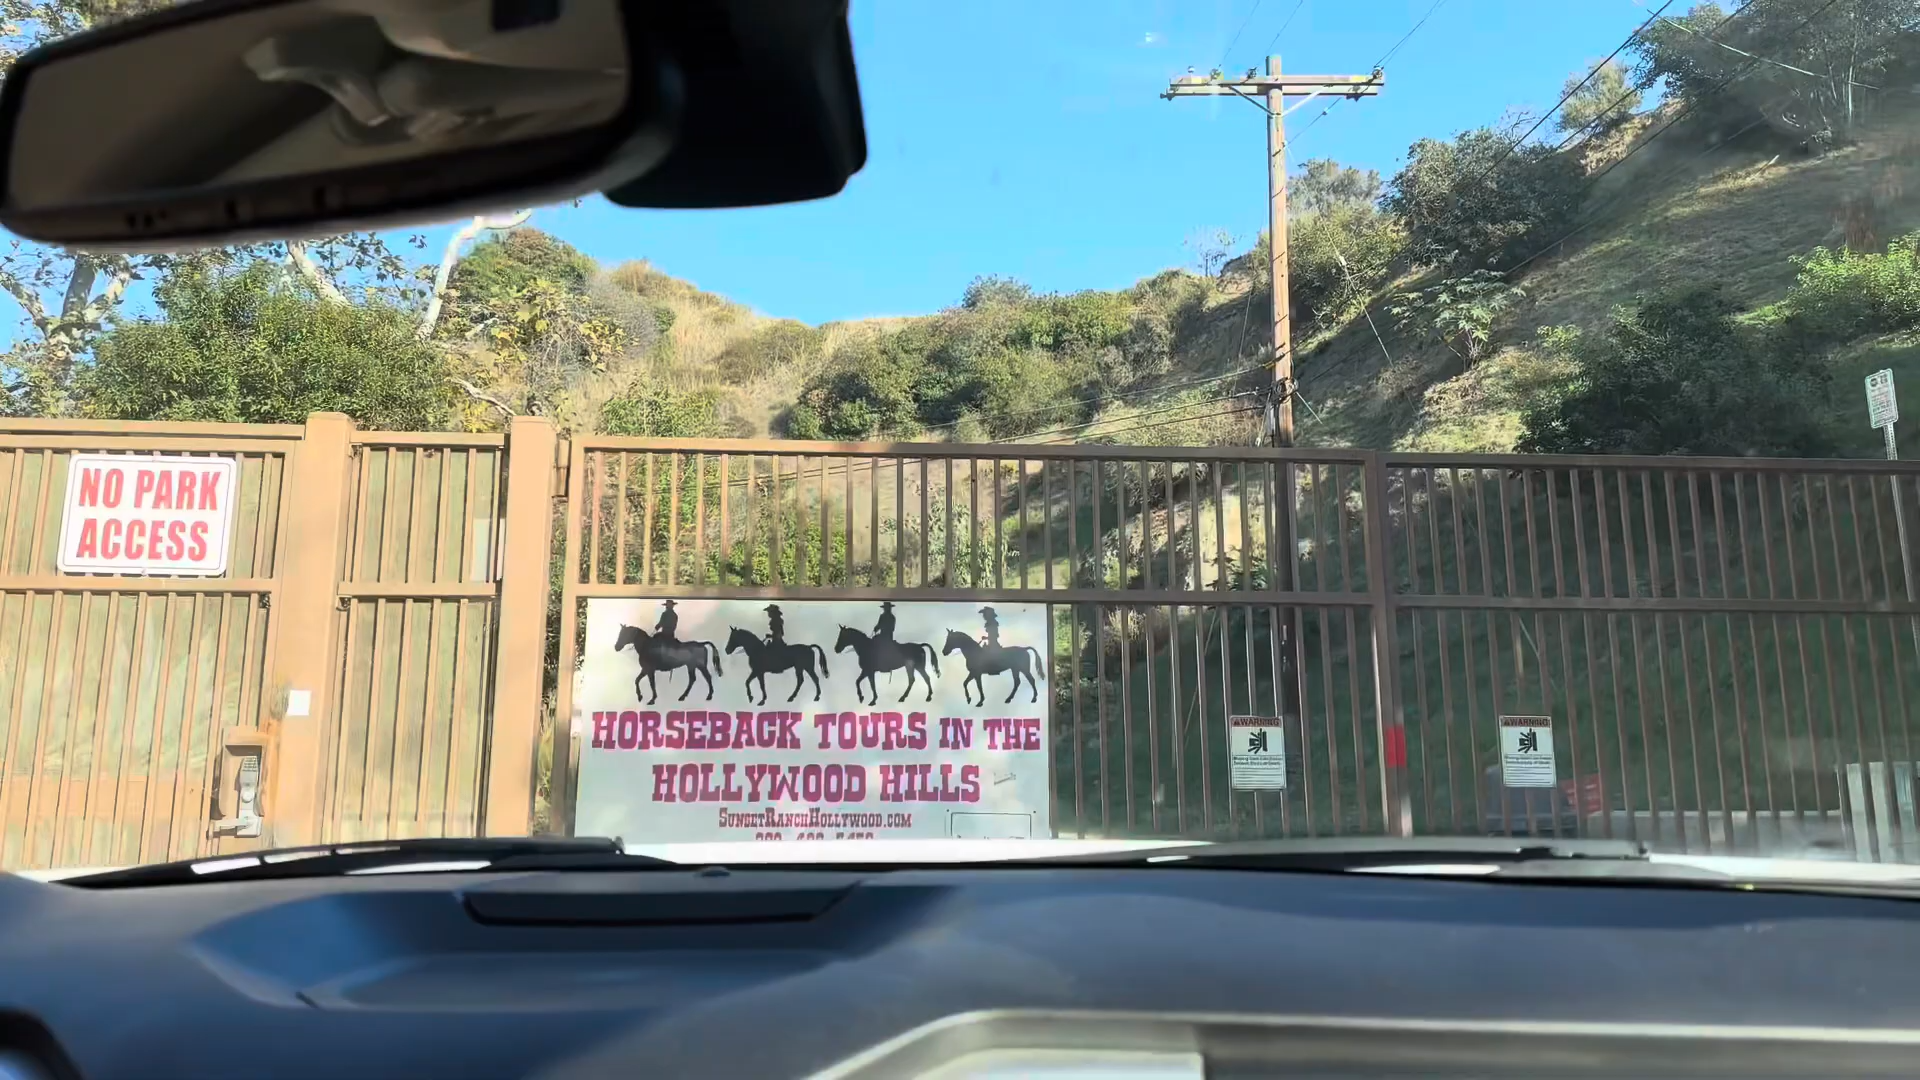 NO PARK
ACCESS
HORSEBACK TOURS IN THE
HOLLYWOOD HILLS
SUNSETRANCHHOLLYWOOD.COM
WARNING
WARNING